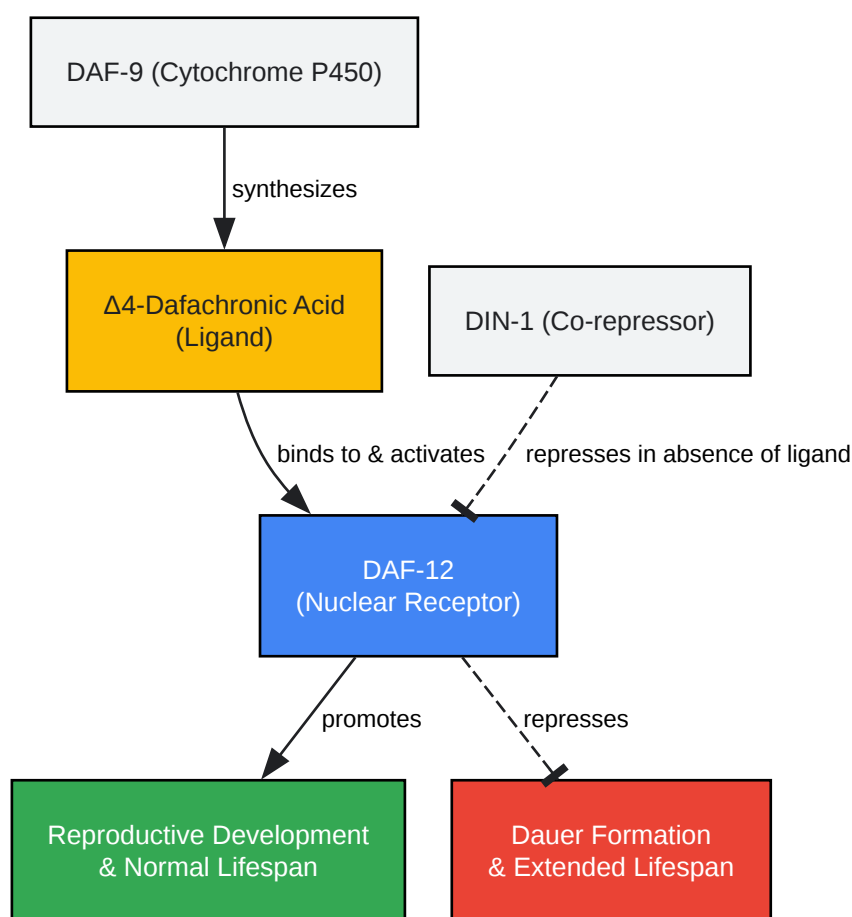 DAF-9 (Cytochrome P450)
synthesizes
Δ4-Dafachronic Acid
(Ligand)
DIN-1 (Co-repressor)
binds to & activates
represses in absence of ligand
DAF-12
(Nuclear Receptor)
promotes
represses
Reproductive Development
& Normal Lifespan
Dauer Formation
& Extended Lifespan